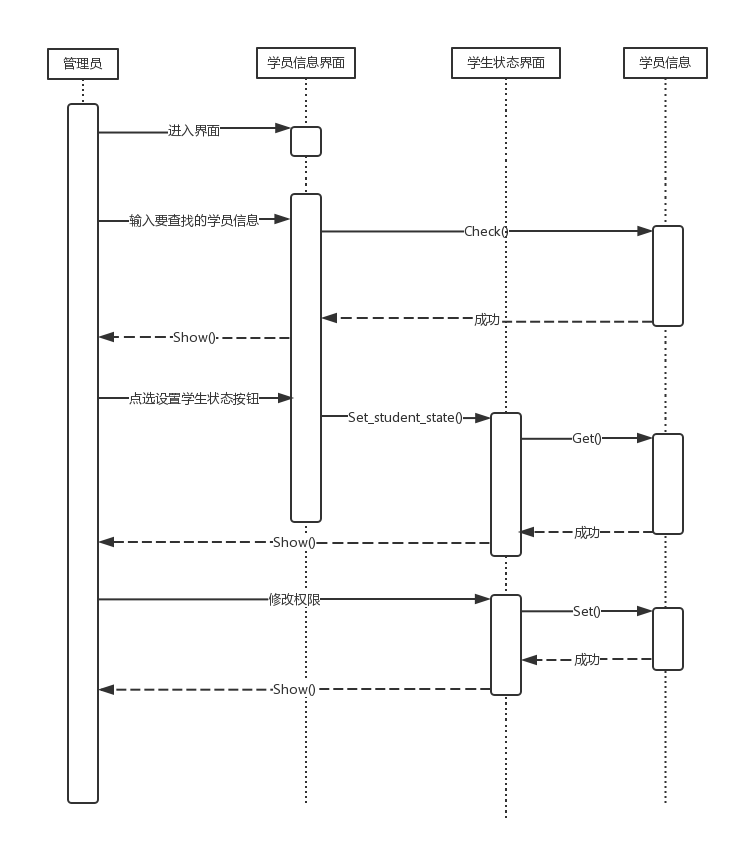 管理员
学员信息界面
学生状态界面
学员信息
进入界面
输入要查找的学员信息
Check()
成功
Show()
点选设置学生状态按钮
Set_student_state()
Get()
成功
Show()
修改权限
Set()
成功
Show()